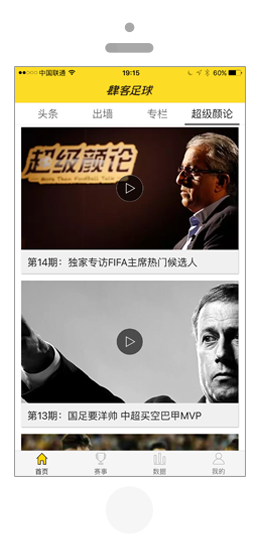 中国联通 19:15 60%
肆客足球
头条 出墙 专栏 超级颜论
超级颜论
More Than Football Talk
第14期：独家专访FIFA主席热门候选人
第13期：国足要洋帅 中超买空巴甲MVP
首页 赛事 数据 我的